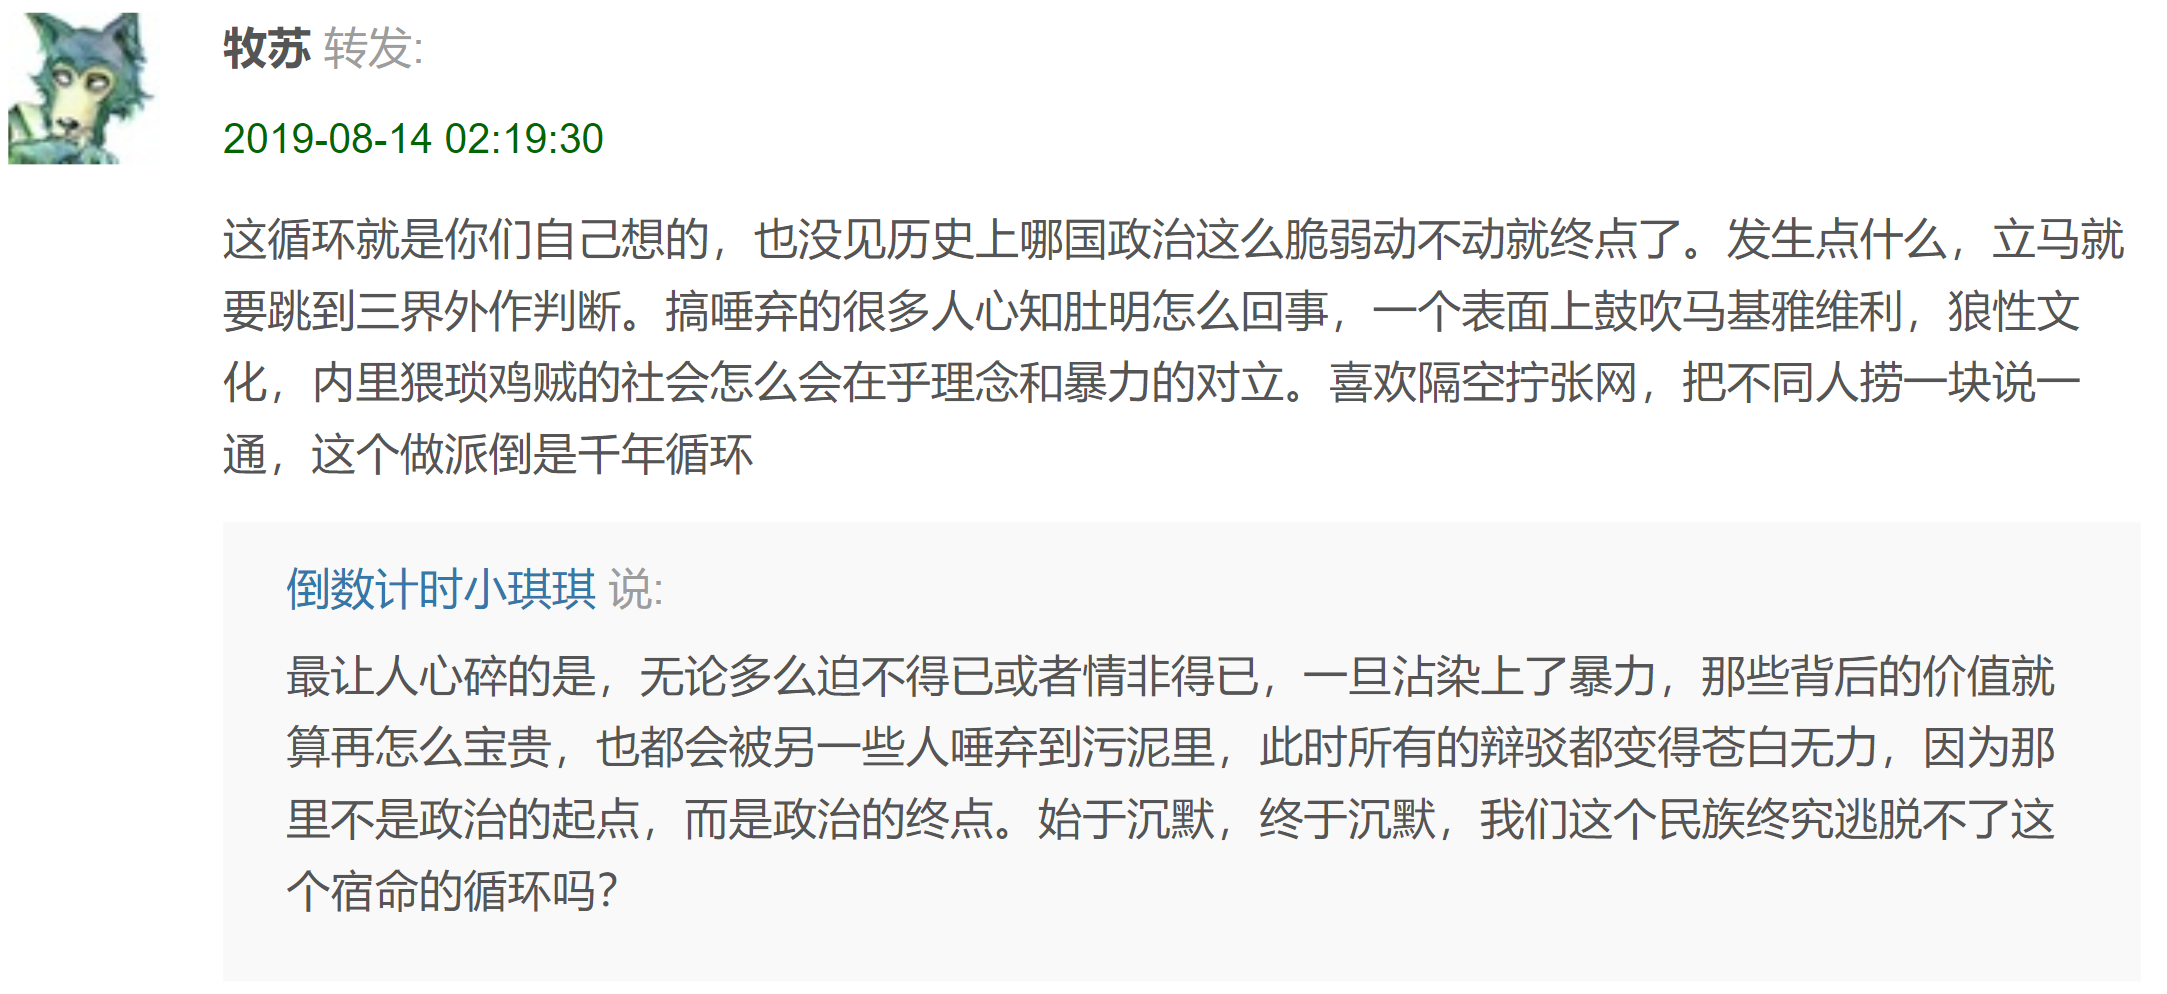 牧苏 转发:
2019-08-14 02:19:30
这循环就是你们自己想的，也没见历史上哪国政治这么脆弱动不动就终点了。发生点什么，立马就
要跳到三界外作判断。搞唾弃的很多人心知肚明怎么回事，一个表面上鼓吹马基雅维利，狼性文
化，内里猥琐鸡贼的社会怎么会在乎理念和暴力的对立。喜欢隔空拧张网，把不同人捞一块说一
通，这个做派倒是千年循环
倒数计时小琪琪 说:
最让人心碎的是，无论多么迫不得已或者情非得已，一旦沾染上了暴力，那些背后的价值就
算再怎么宝贵，也都会被另一些人唾弃到污泥里，此时所有的辩驳都变得苍白无力，因为那
里不是政治的起点，而是政治的终点。始于沉默，终于沉默，我们这个民族终究逃脱不了这
个宿命的循环吗？